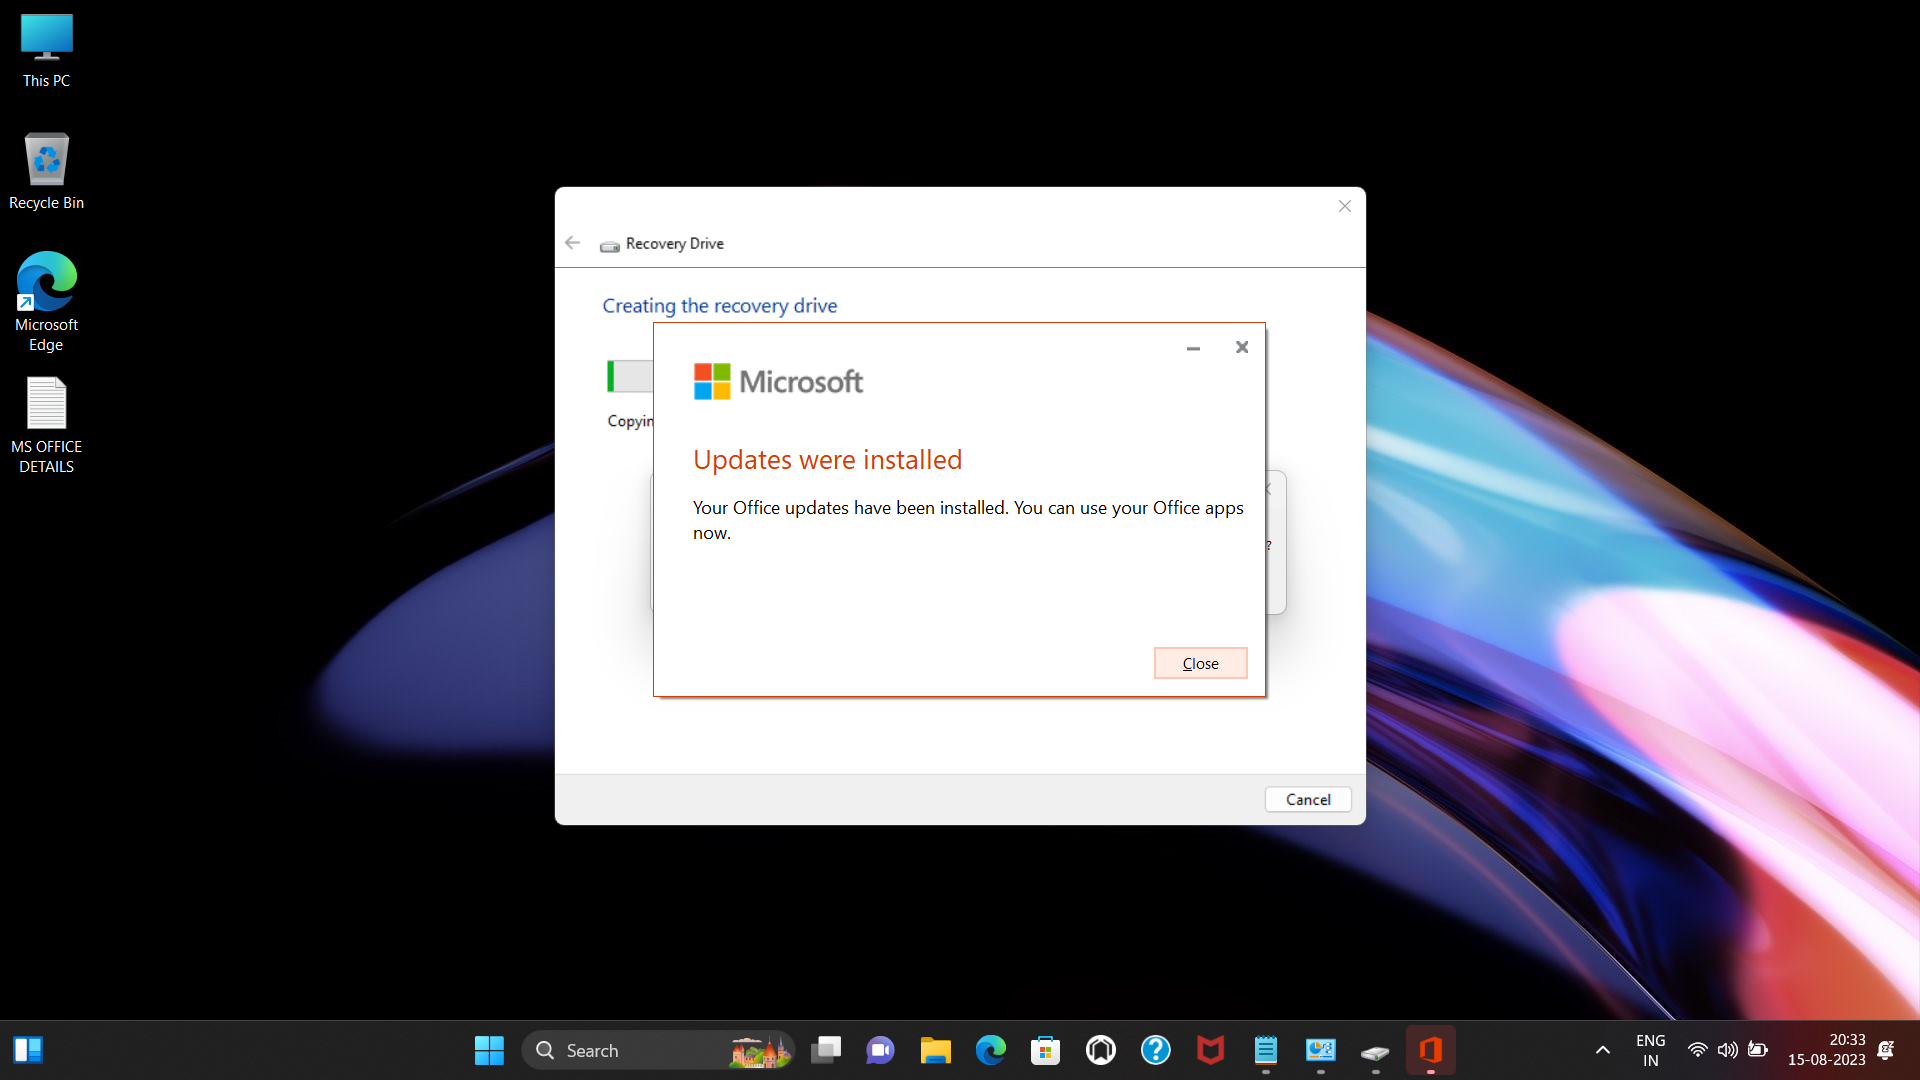 This PC
Recycle Bin
Microsoft
Edge
MS OFFICE
DETAILS
Recovery Drive
Creating the recovery drive
Microsoft
Updates were installed
Your Office updates have been installed. You can use your Office apps
now.
?
Close
Cancel
Search
ENG
IN
20:33
15-08-2023